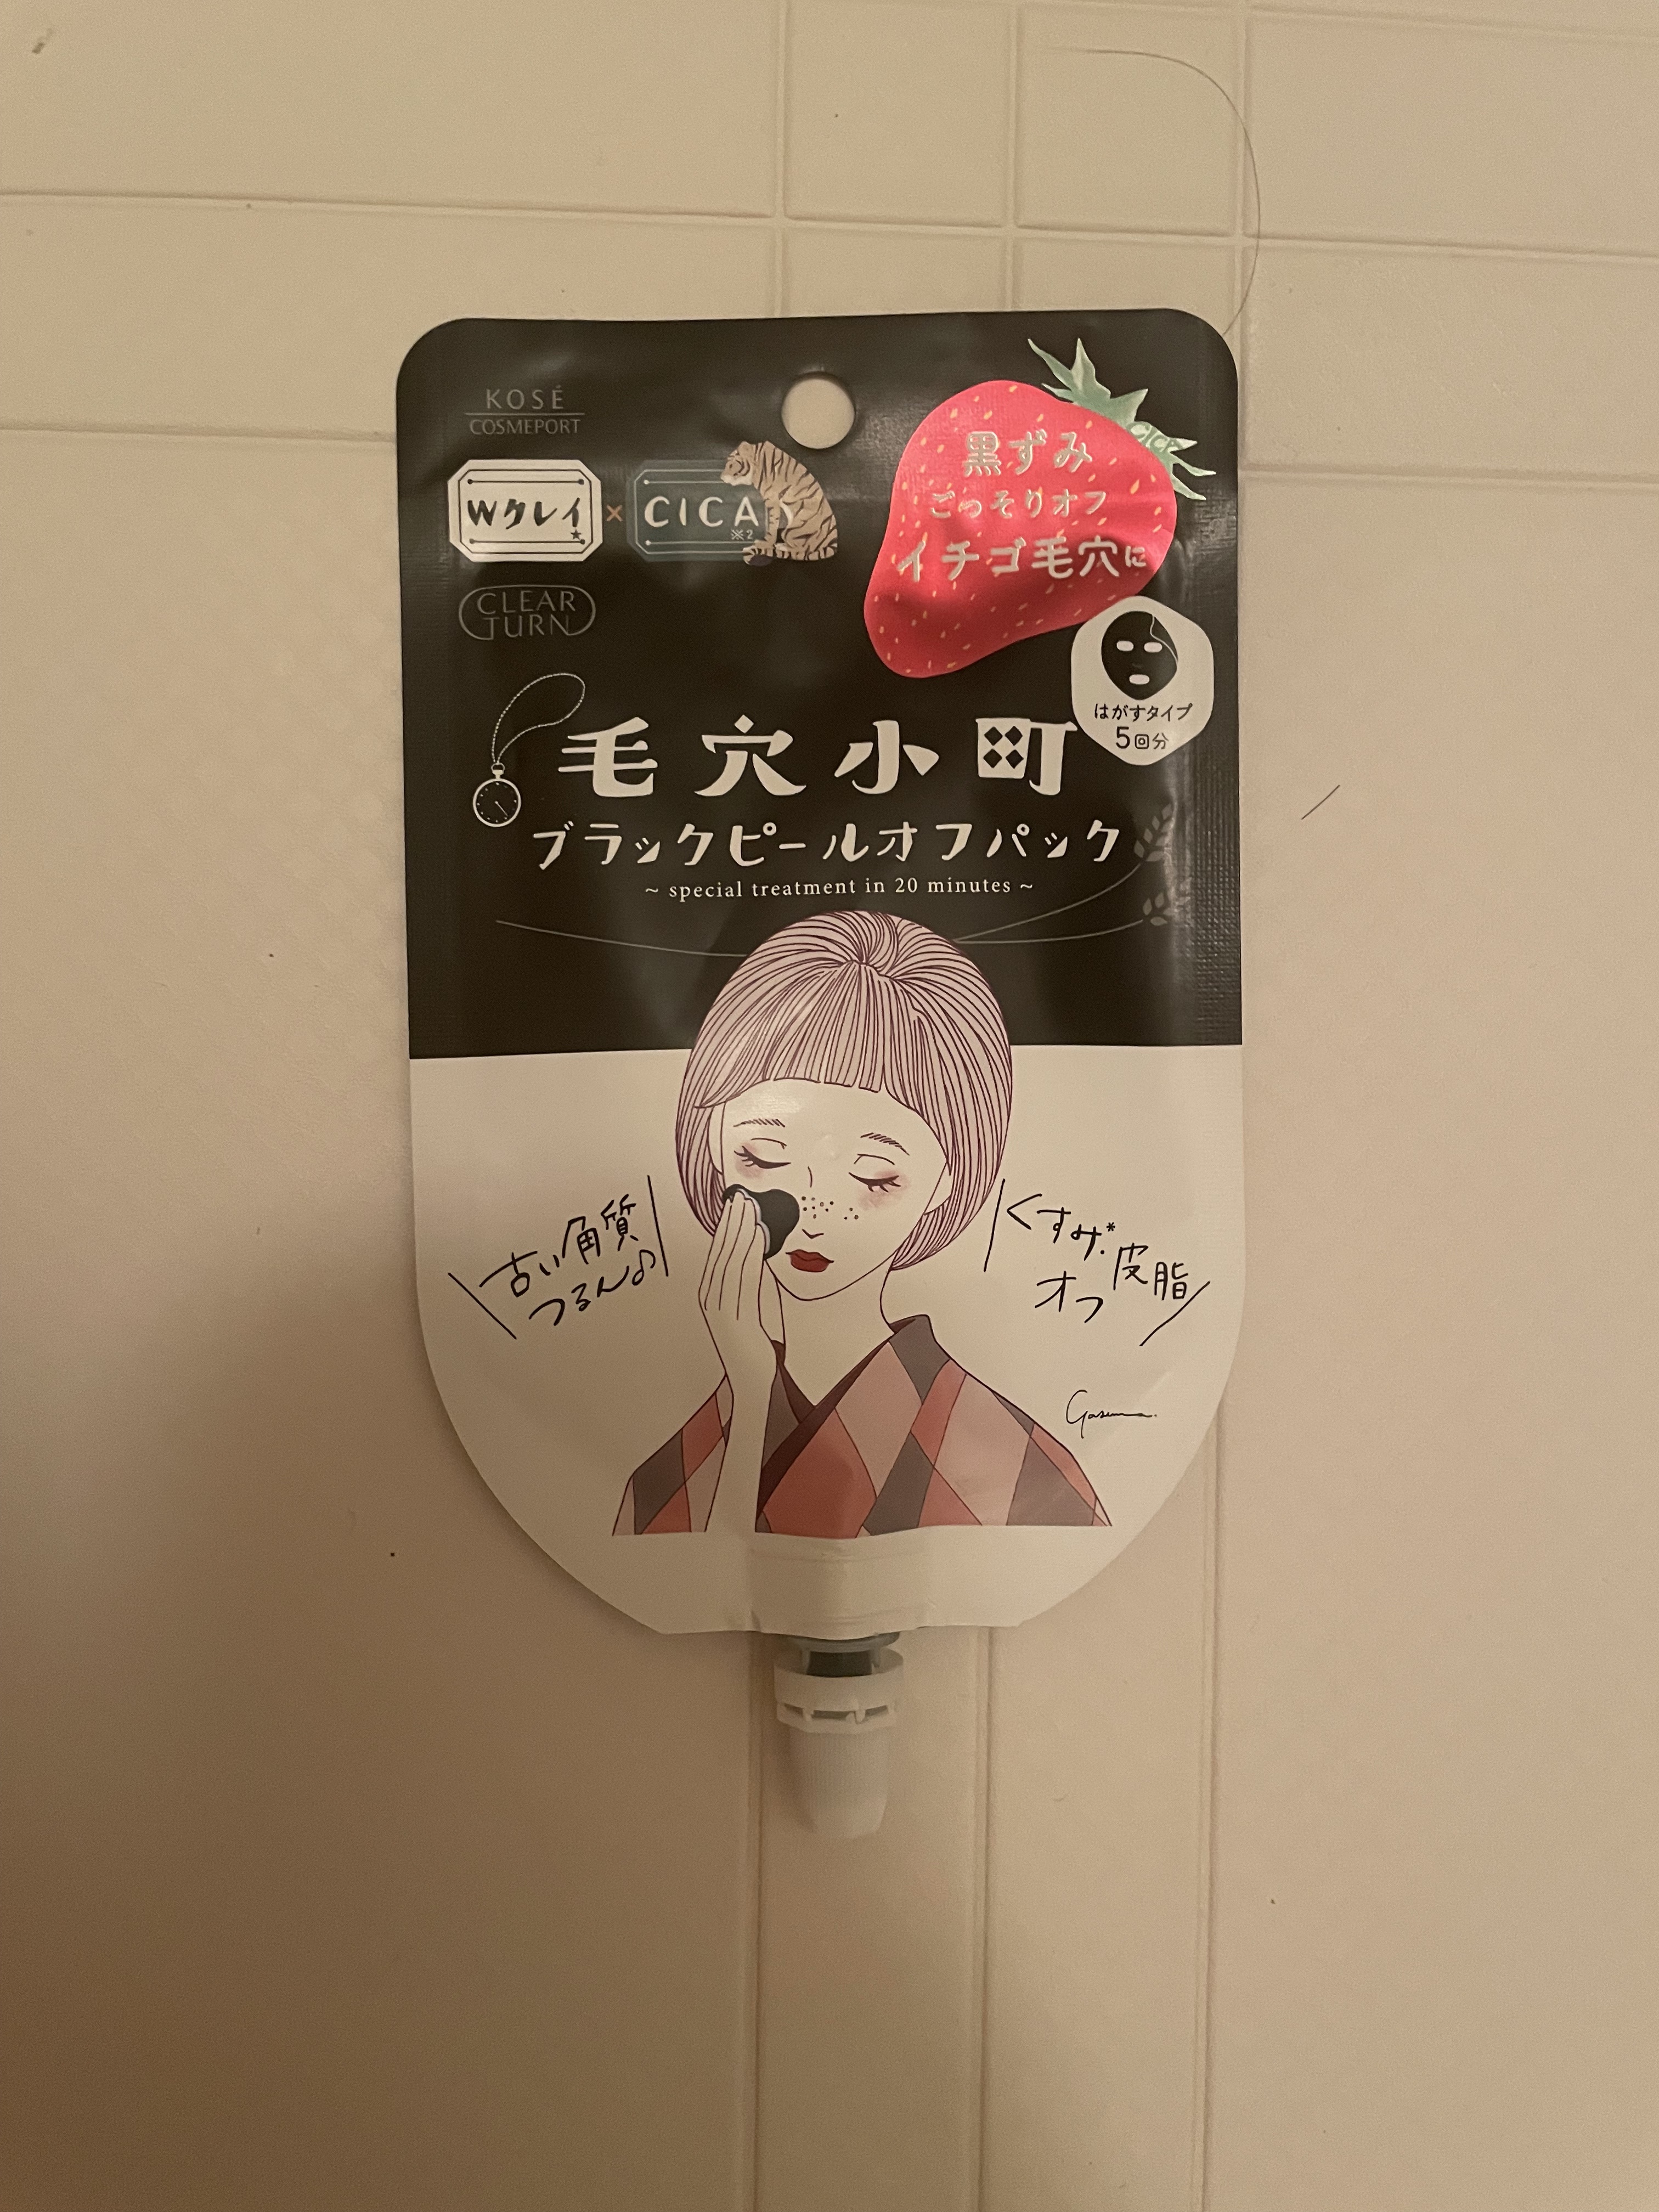 KOSÉ
COSMEPORT
Wクレイ
★
×
CICA
※2
CLEAR
TURN
黒ずみ
ごっそりオフ
イチゴ毛穴に
CICA
はがすタイプ
5回分
毛穴小町
ブラックピールオフパック
~ special treatment in 20 minutes ~
古い角質
つるん♪
くすみ*
皮脂
オフ